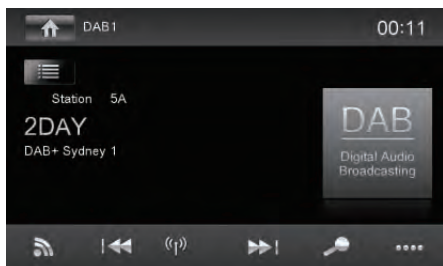 DAB1 00:11
Station 5A
2DAY
DAB+ Sydney 1
DAB
Digital Audio
Broadcasting